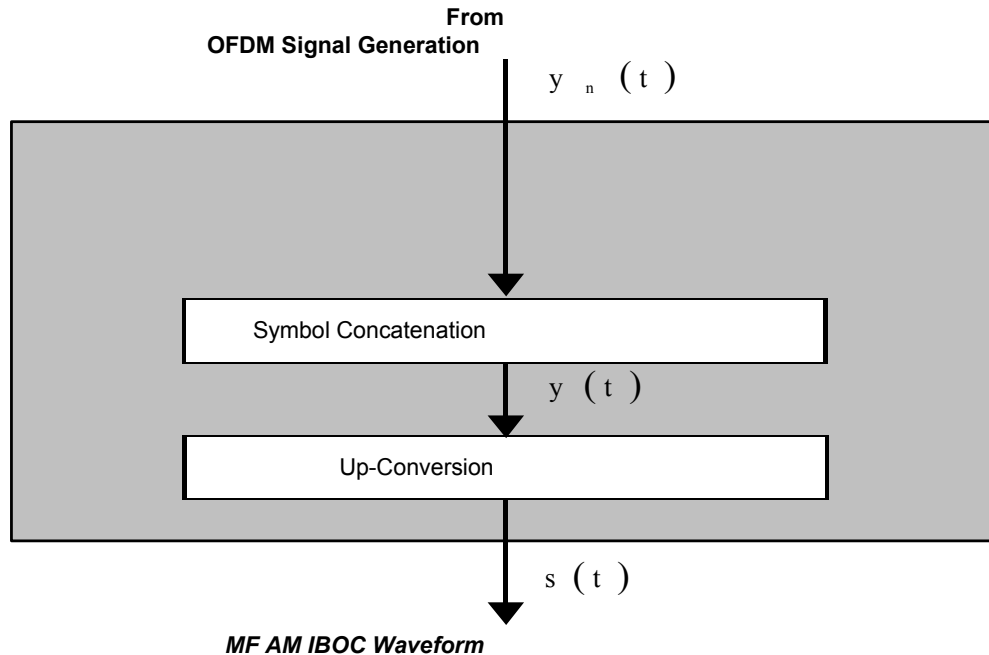 From
OFDM Signal Generation
y n (t)
Symbol Concatenation
y (t)
Up-Conversion
s (t)
MF AM IBOC Waveform